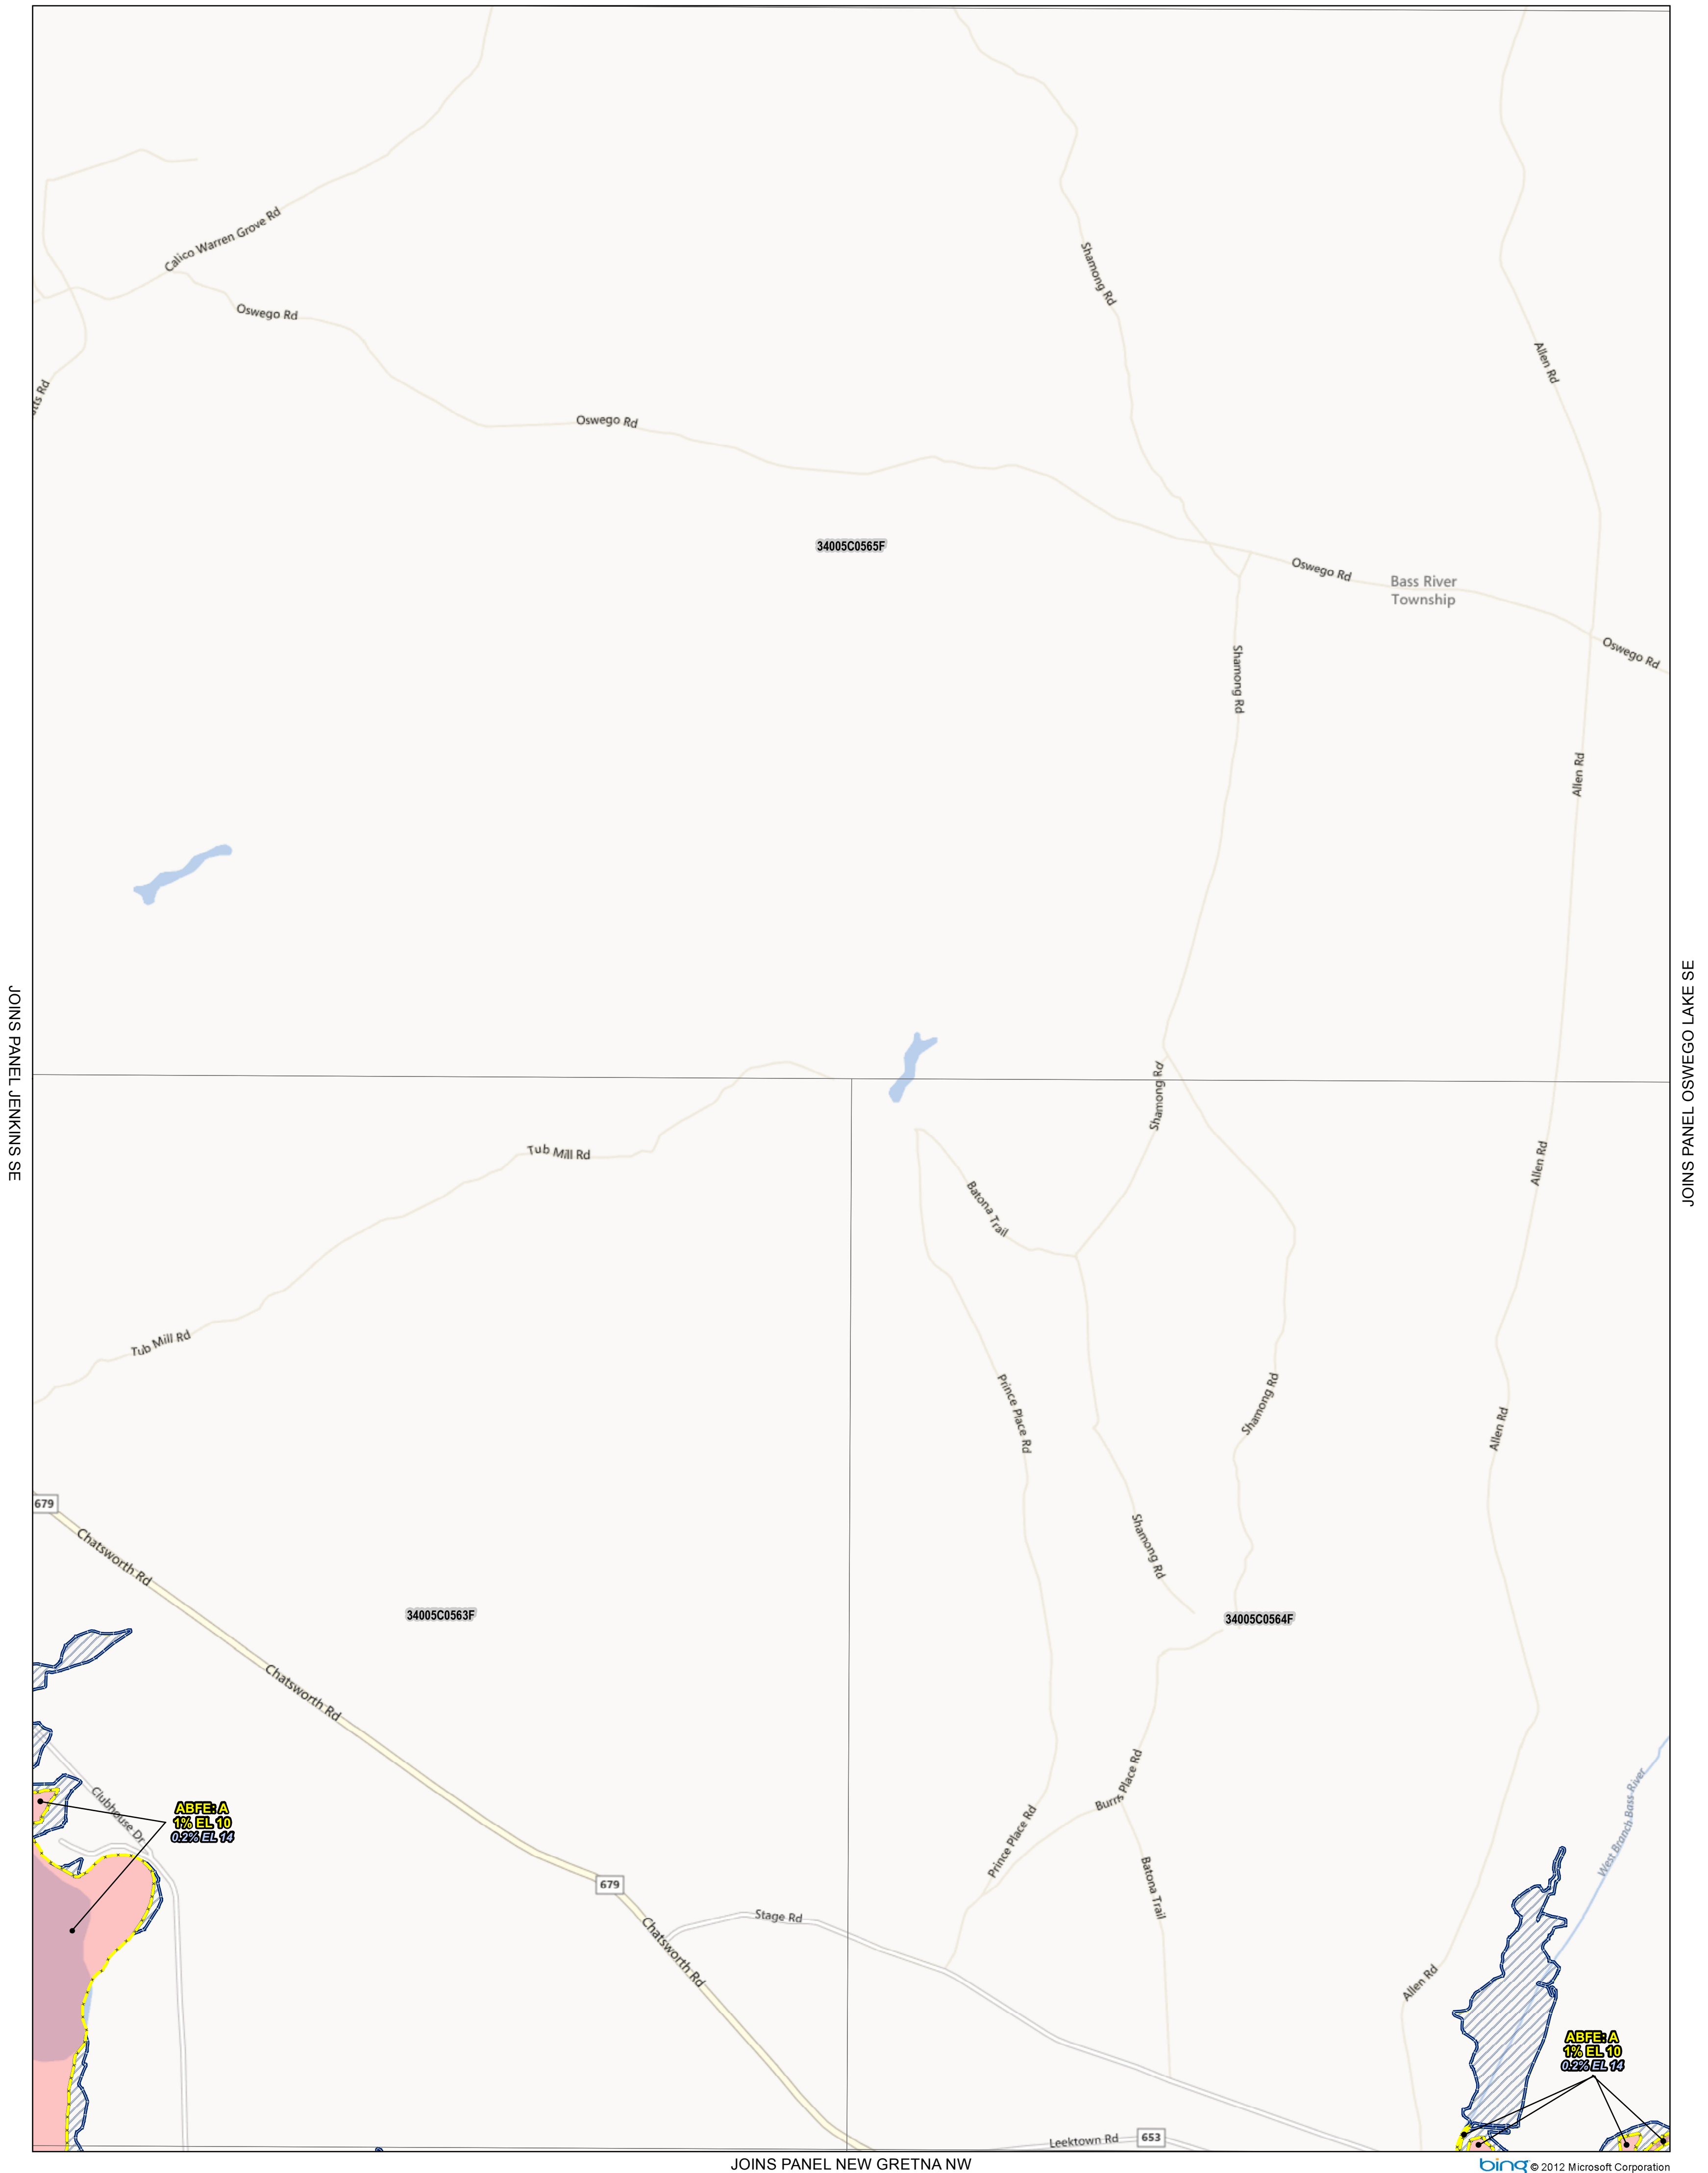 Calico Warren Grove Rd
Shamong Rd
Oswego Rd
Allen Rd
Oswego Rd
34005C0565F
Oswego Rd
Bass River
Township
Oswego Rd
Shamong Rd
Allen Rd
JOINS PANEL JENKINS SE
JOINS PANEL OSWEGO LAKE SE
Shamong Rd
Tub Mill Rd
Allen Rd
Batona Trail
Tub Mill Rd
Prince Place Rd
Shamong Rd
Allen Rd
679
Chatsworth Rd
Shamong Rd
34005C0563F
34005C0564F
Chatsworth Rd
Clubhouse Dr
ABFE: A
1% EL 10
0.2% EL 14
Burrs Place Rd
Prince Place Rd
West Branch Bass River
679
Batona Trail
Stage Rd
Chatsworth Rd
Allen Rd
ABFE: A
1% EL 10
0.2% EL 14
Leektown Rd
653
JOINS PANEL NEW GRETNA NW
bing © 2012 Microsoft Corporation